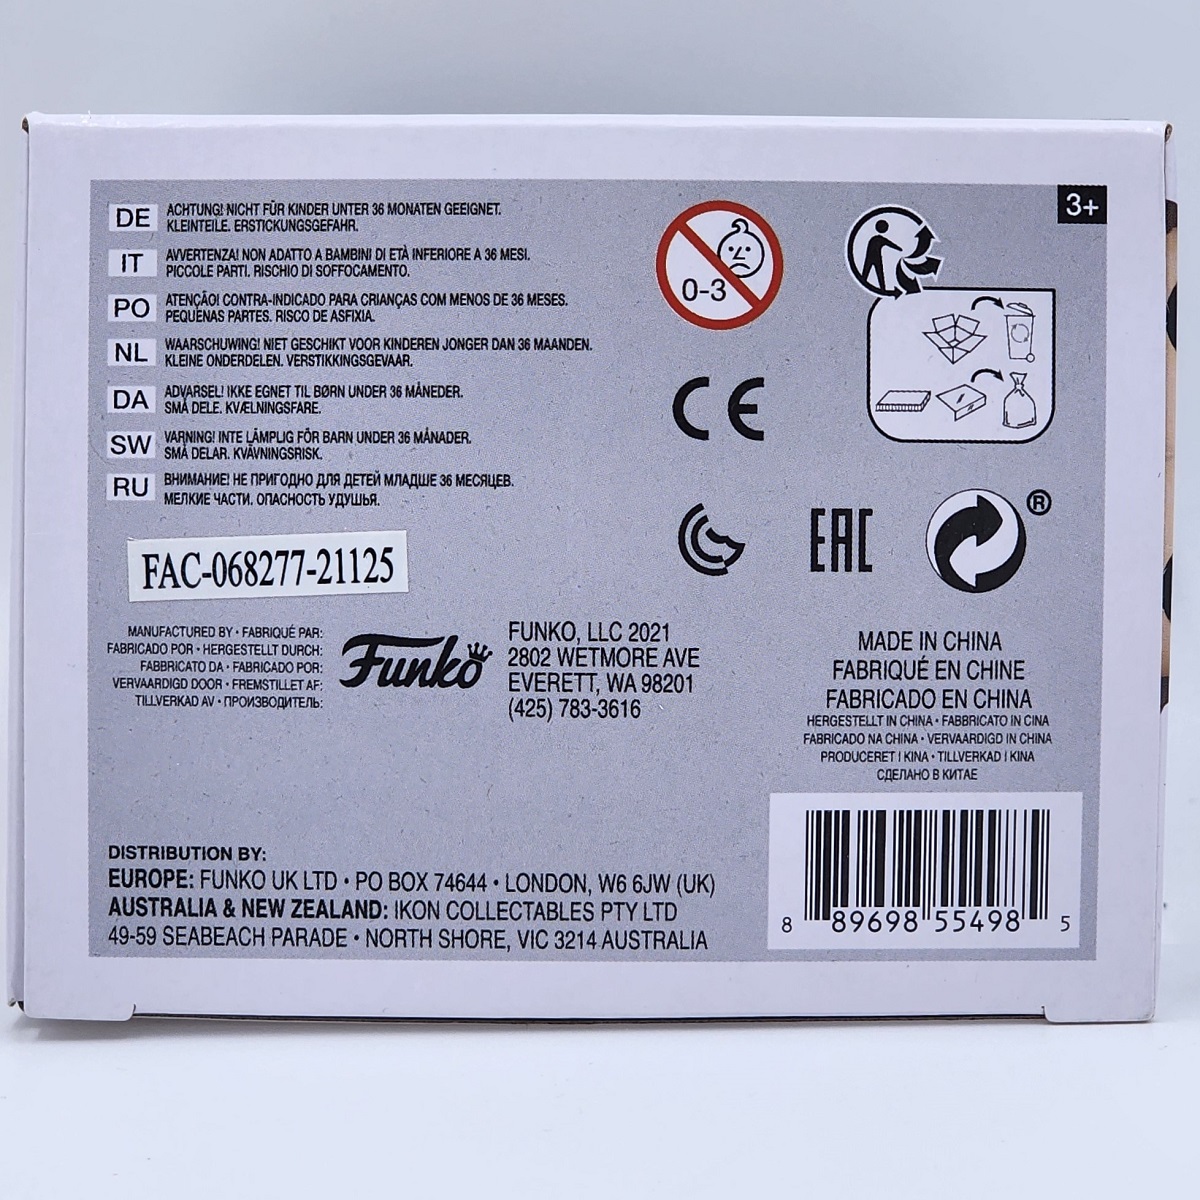 DE ACHTUNG! NICHT FÜR KINDER UNTER 36 MONATEN GEEIGNET.
KLEINTEILE. ERSTICKUNGSGEFAHR.
IT AVVERTENZA! NON ADATTO A BAMBINI DI ETÀ INFERIORE A 36 MESI.
PICCOLE PARTI. RISCHIO DI SOFFOCAMENTO.
PO ATENÇÃO! CONTRA-INDICADO PARA CRIANÇAS COM MENOS DE 36 MESES.
PEQUENAS PARTES. RISCO DE ASFIXIA.
NL WAARSCHUWING! NIET GESCHIKT VOOR KINDEREN JONGER DAN 36 MAANDEN.
KLEINE ONDERDELEN. VERSTIKKINGSGEVAAR.
DA ADVARSEL! IKKE EGNET TIL BØRN UNDER 36 MÅNEDER.
SMÅ DELE. KVÆLNINGSFARE.
SW VARNING! INTE LÄMPLIG FÖR BARN UNDER 36 MÅNADER.
SMÅ DELAR. KVÄVNINGSRISK.
RU ВНИМАНИЕ! НЕ ПРИГОДНО ДЛЯ ДЕТЕЙ МЛАДШЕ 36 МЕСЯЦЕВ.
МЕЛКИЕ ЧАСТИ. ОПАСНОСТЬ УДУШЬЯ.
3+
0-3
CE
EAC
®
FAC-068277-21125
MANUFACTURED BY • FABRIQUÉ PAR:
FABRICADO POR • HERGESTELLT DURCH:
FABBRICATO DA • FABRICADO POR:
VERVAARDIGD DOOR • FREMSTILLET AF:
TILLVERKAD AV • ПРОИЗВОДИТЕЛЬ:
Funko
FUNKO, LLC 2021
2802 WETMORE AVE
EVERETT, WA 98201
(425) 783-3616
MADE IN CHINA
FABRIQUÉ EN CHINE
FABRICADO EN CHINA
HERGESTELLT IN CHINA • FABBRICATO IN CINA
FABRICADO NA CHINA • VERVAARDIGD IN CHINA
PRODUCERET I KINA • TILLVERKAD I KINA
СДЕЛАНО В КИТАЕ
DISTRIBUTION BY:
EUROPE: FUNKO UK LTD • PO BOX 74644 • LONDON, W6 6JW (UK)
AUSTRALIA & NEW ZEALAND: IKON COLLECTABLES PTY LTD
49-59 SEABEACH PARADE • NORTH SHORE, VIC 3214 AUSTRALIA
8 89698 55498 5